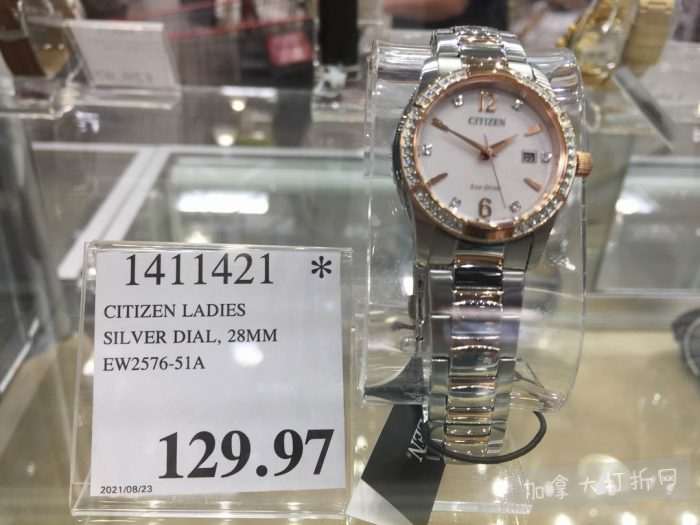 1411421 *
CITIZEN LADIES
SILVER DIAL, 28MM
EW2576-51A
129.97
2021/08/23
CITIZEN
Eco-Drive
6
ZEN
加拿大打折网